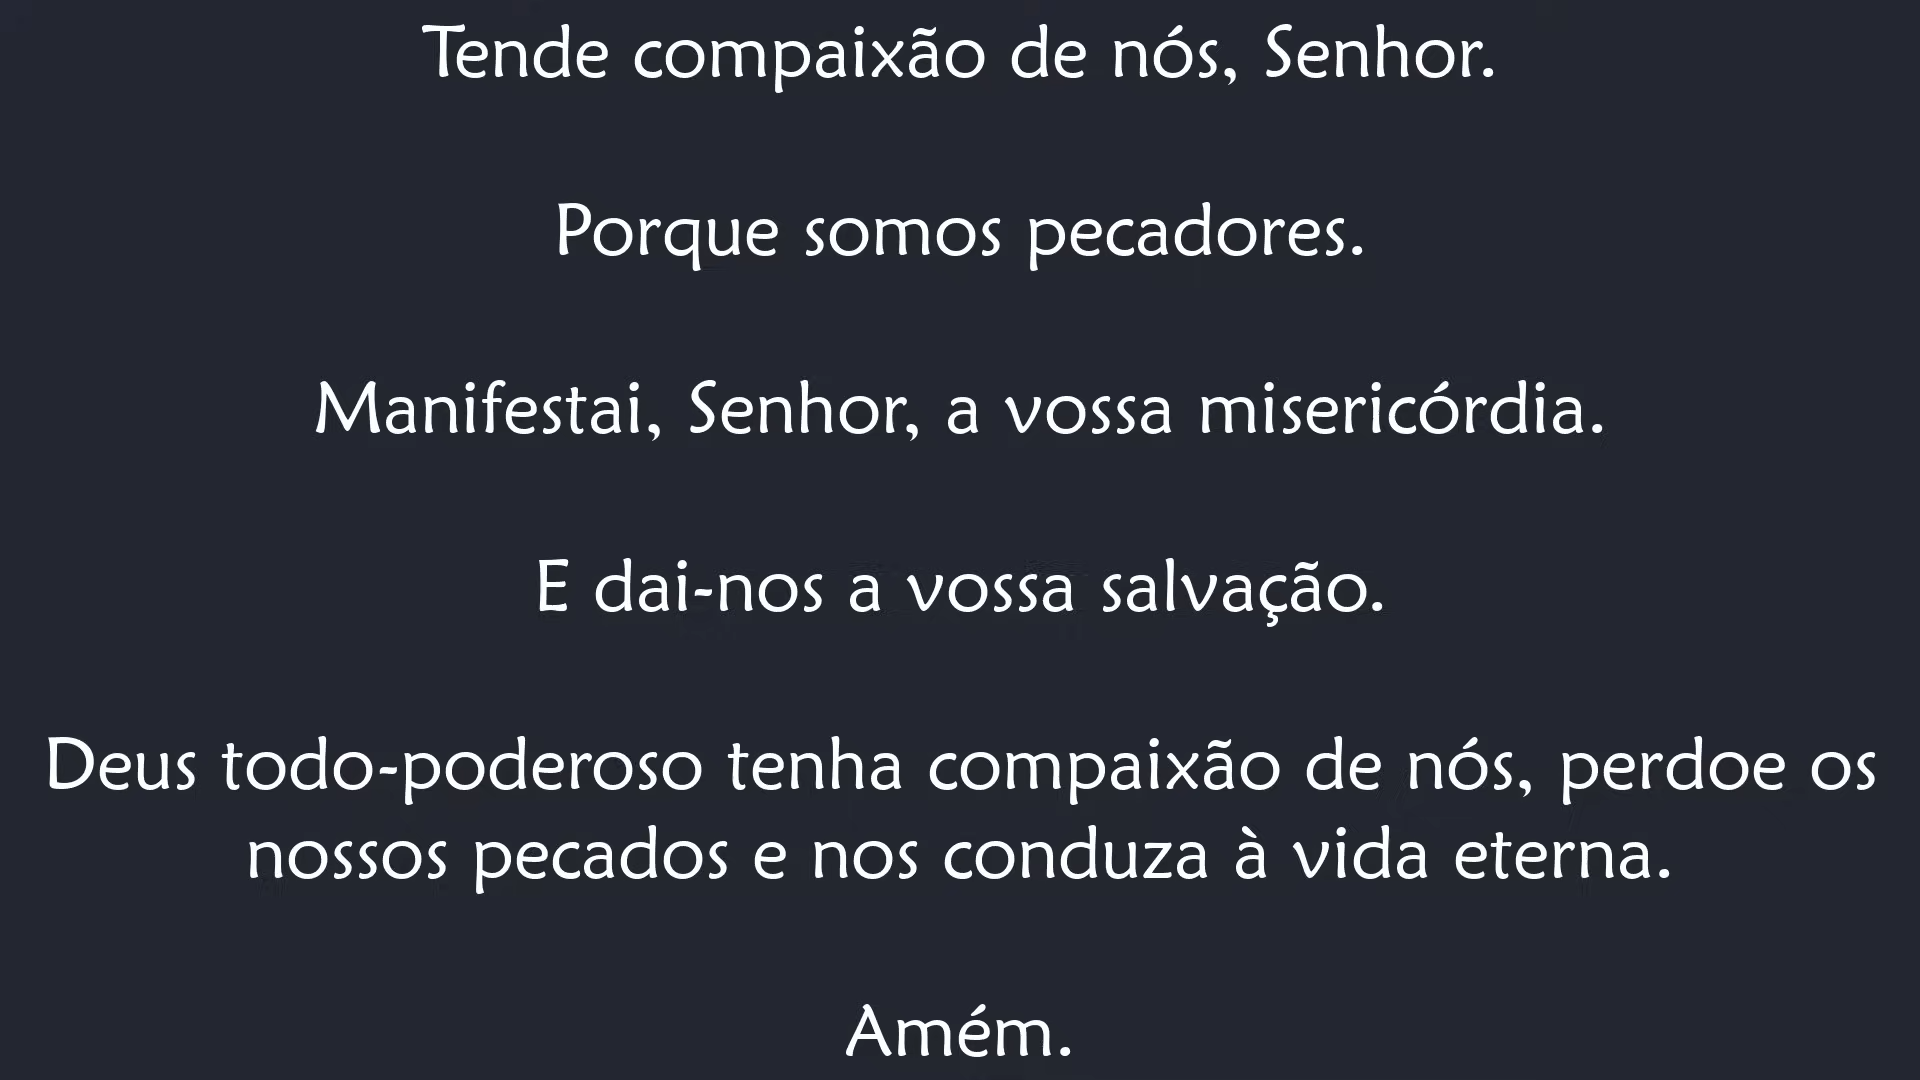 Tende compaixão de nós, Senhor.
Porque somos pecadores.
Manifestai, Senhor, a vossa misericórdia.
E dai-nos a vossa salvação.
Deus todo-poderoso tenha compaixão de nós, perdoe os
nossos pecados e nos conduza à vida eterna.
Amém.